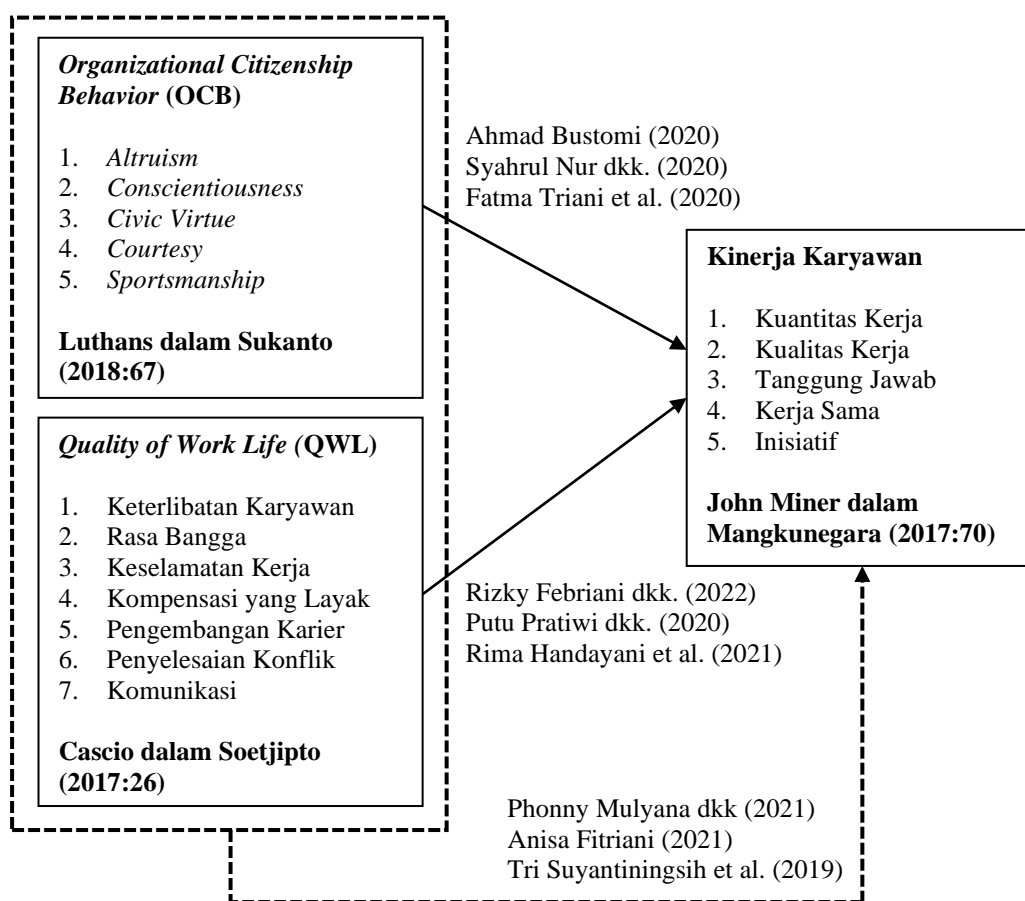 Organizational Citizenship
Behavior (OCB)
1. Altruism
2. Conscientiousness
3. Civic Virtue
4. Courtesy
5. Sportsmanship
Luthans dalam Sukanto
(2018:67)
Ahmad Bustomi (2020)
Syahrul Nur dkk. (2020)
Fatma Triani et al. (2020)
Kinerja Karyawan
1. Kuantitas Kerja
2. Kualitas Kerja
3. Tanggung Jawab
4. Kerja Sama
5. Inisiatif
John Miner dalam
Mangkunegara (2017:70)
Quality of Work Life (QWL)
1. Keterlibatan Karyawan
2. Rasa Bangga
3. Keselamatan Kerja
4. Kompensasi yang Layak
5. Pengembangan Karier
6. Penyelesaian Konflik
7. Komunikasi
Cascio dalam Soetjipto
(2017:26)
Rizky Febriani dkk. (2022)
Putu Pratiwi dkk. (2020)
Rima Handayani et al. (2021)
Phonny Mulyana dkk (2021)
Anisa Fitriani (2021)
Tri Suyantiningsih et al. (2019)